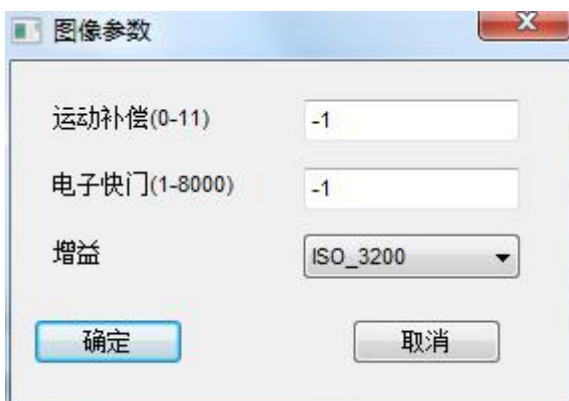 图像参数
运动补偿(0-11) -1
电子快门(1-8000) -1
增益 ISO_3200
确定 取消